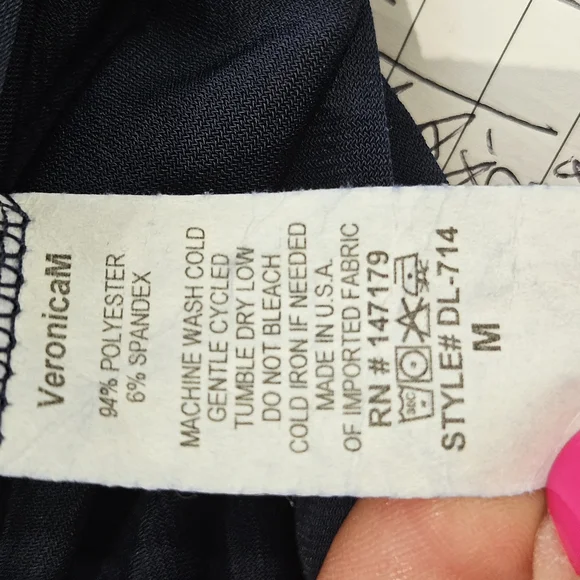 VeronicaM
94% POLYESTER
6% SPANDEX
MACHINE WASH COLD
GENTLE CYCLED
TUMBLE DRY LOW
DO NOT BLEACH
COLD IRON IF NEEDED
MADE IN U.S.A.
OF IMPORTED FABRIC
RN # 147179
30C
STYLE# DL-714
M